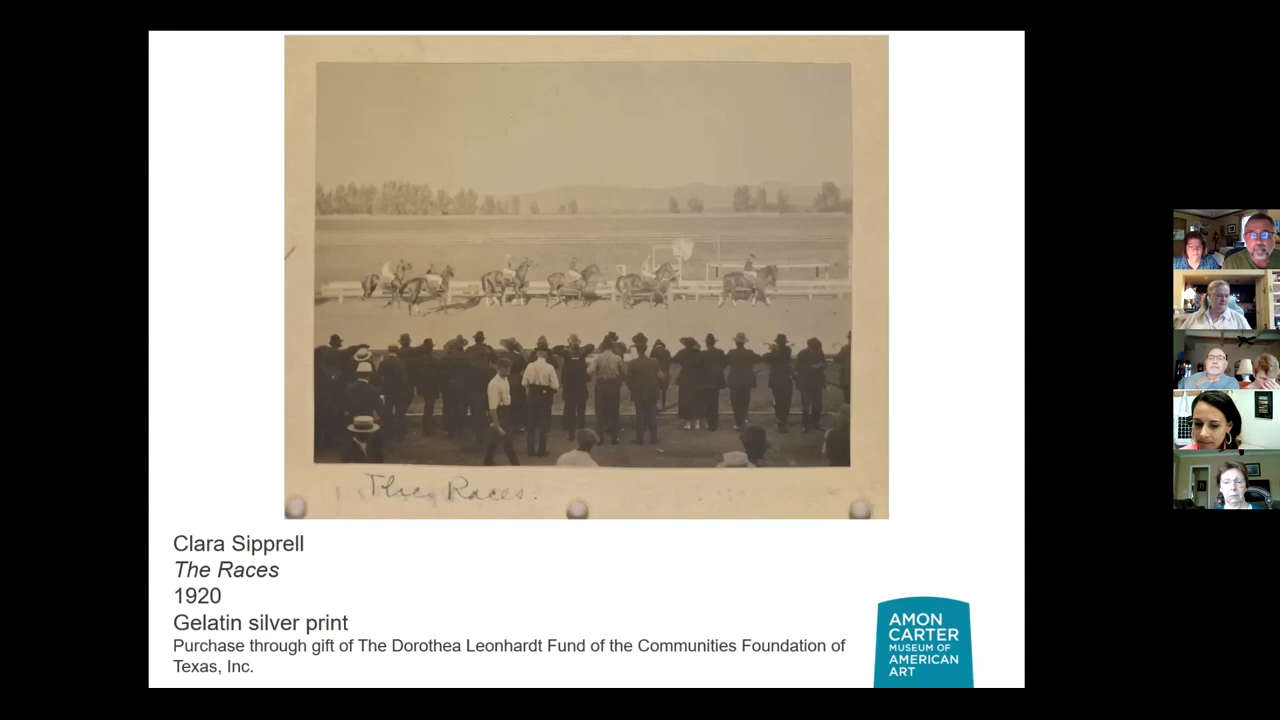 The Races.
Clara Sipprell
The Races
1920
Gelatin silver print
Purchase through gift of The Dorothea Leonhardt Fund of the Communities Foundation of
Texas, Inc.
AMON
CARTER
MUSEUM OF
AMERICAN
ART